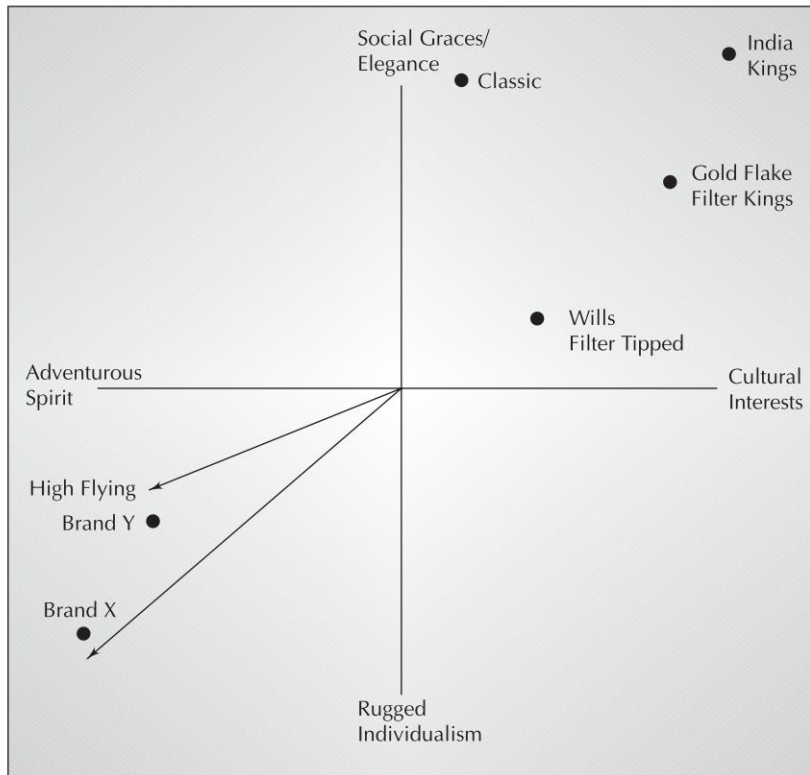 Social Graces/
Elegance
Classic
India
Kings
Gold Flake
Filter Kings
Wills
Filter Tipped
Adventurous
Spirit
Cultural
Interests
High Flying
Brand Y
Brand X
Rugged
Individualism